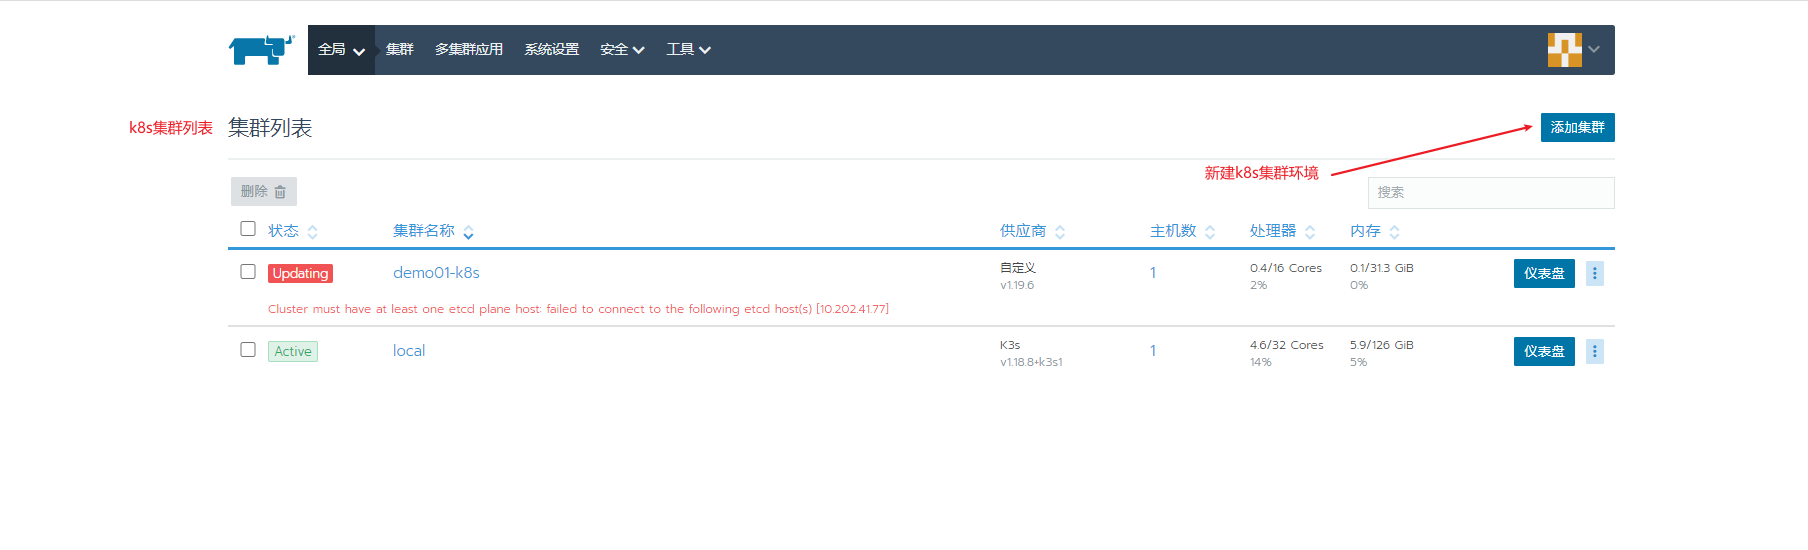 全局 集群 多集群应用 系统设置 安全 工具
k8s集群列表 集群列表 添加集群
新建k8s集群环境
删除 搜索
状态 集群名称 供应商 主机数 处理器 内存
Updating demo01-k8s 自定义 1 0.4/16 Cores 0.1/31.3 GiB 仪表盘
v1.19.6 2% 0%
Cluster must have at least one etcd plane host: failed to connect to the following etcd host(s) [10.202.41.77]
Active local K3s 1 4.6/32 Cores 5.9/126 GiB 仪表盘
v1.18.8+k3s1 14% 5%